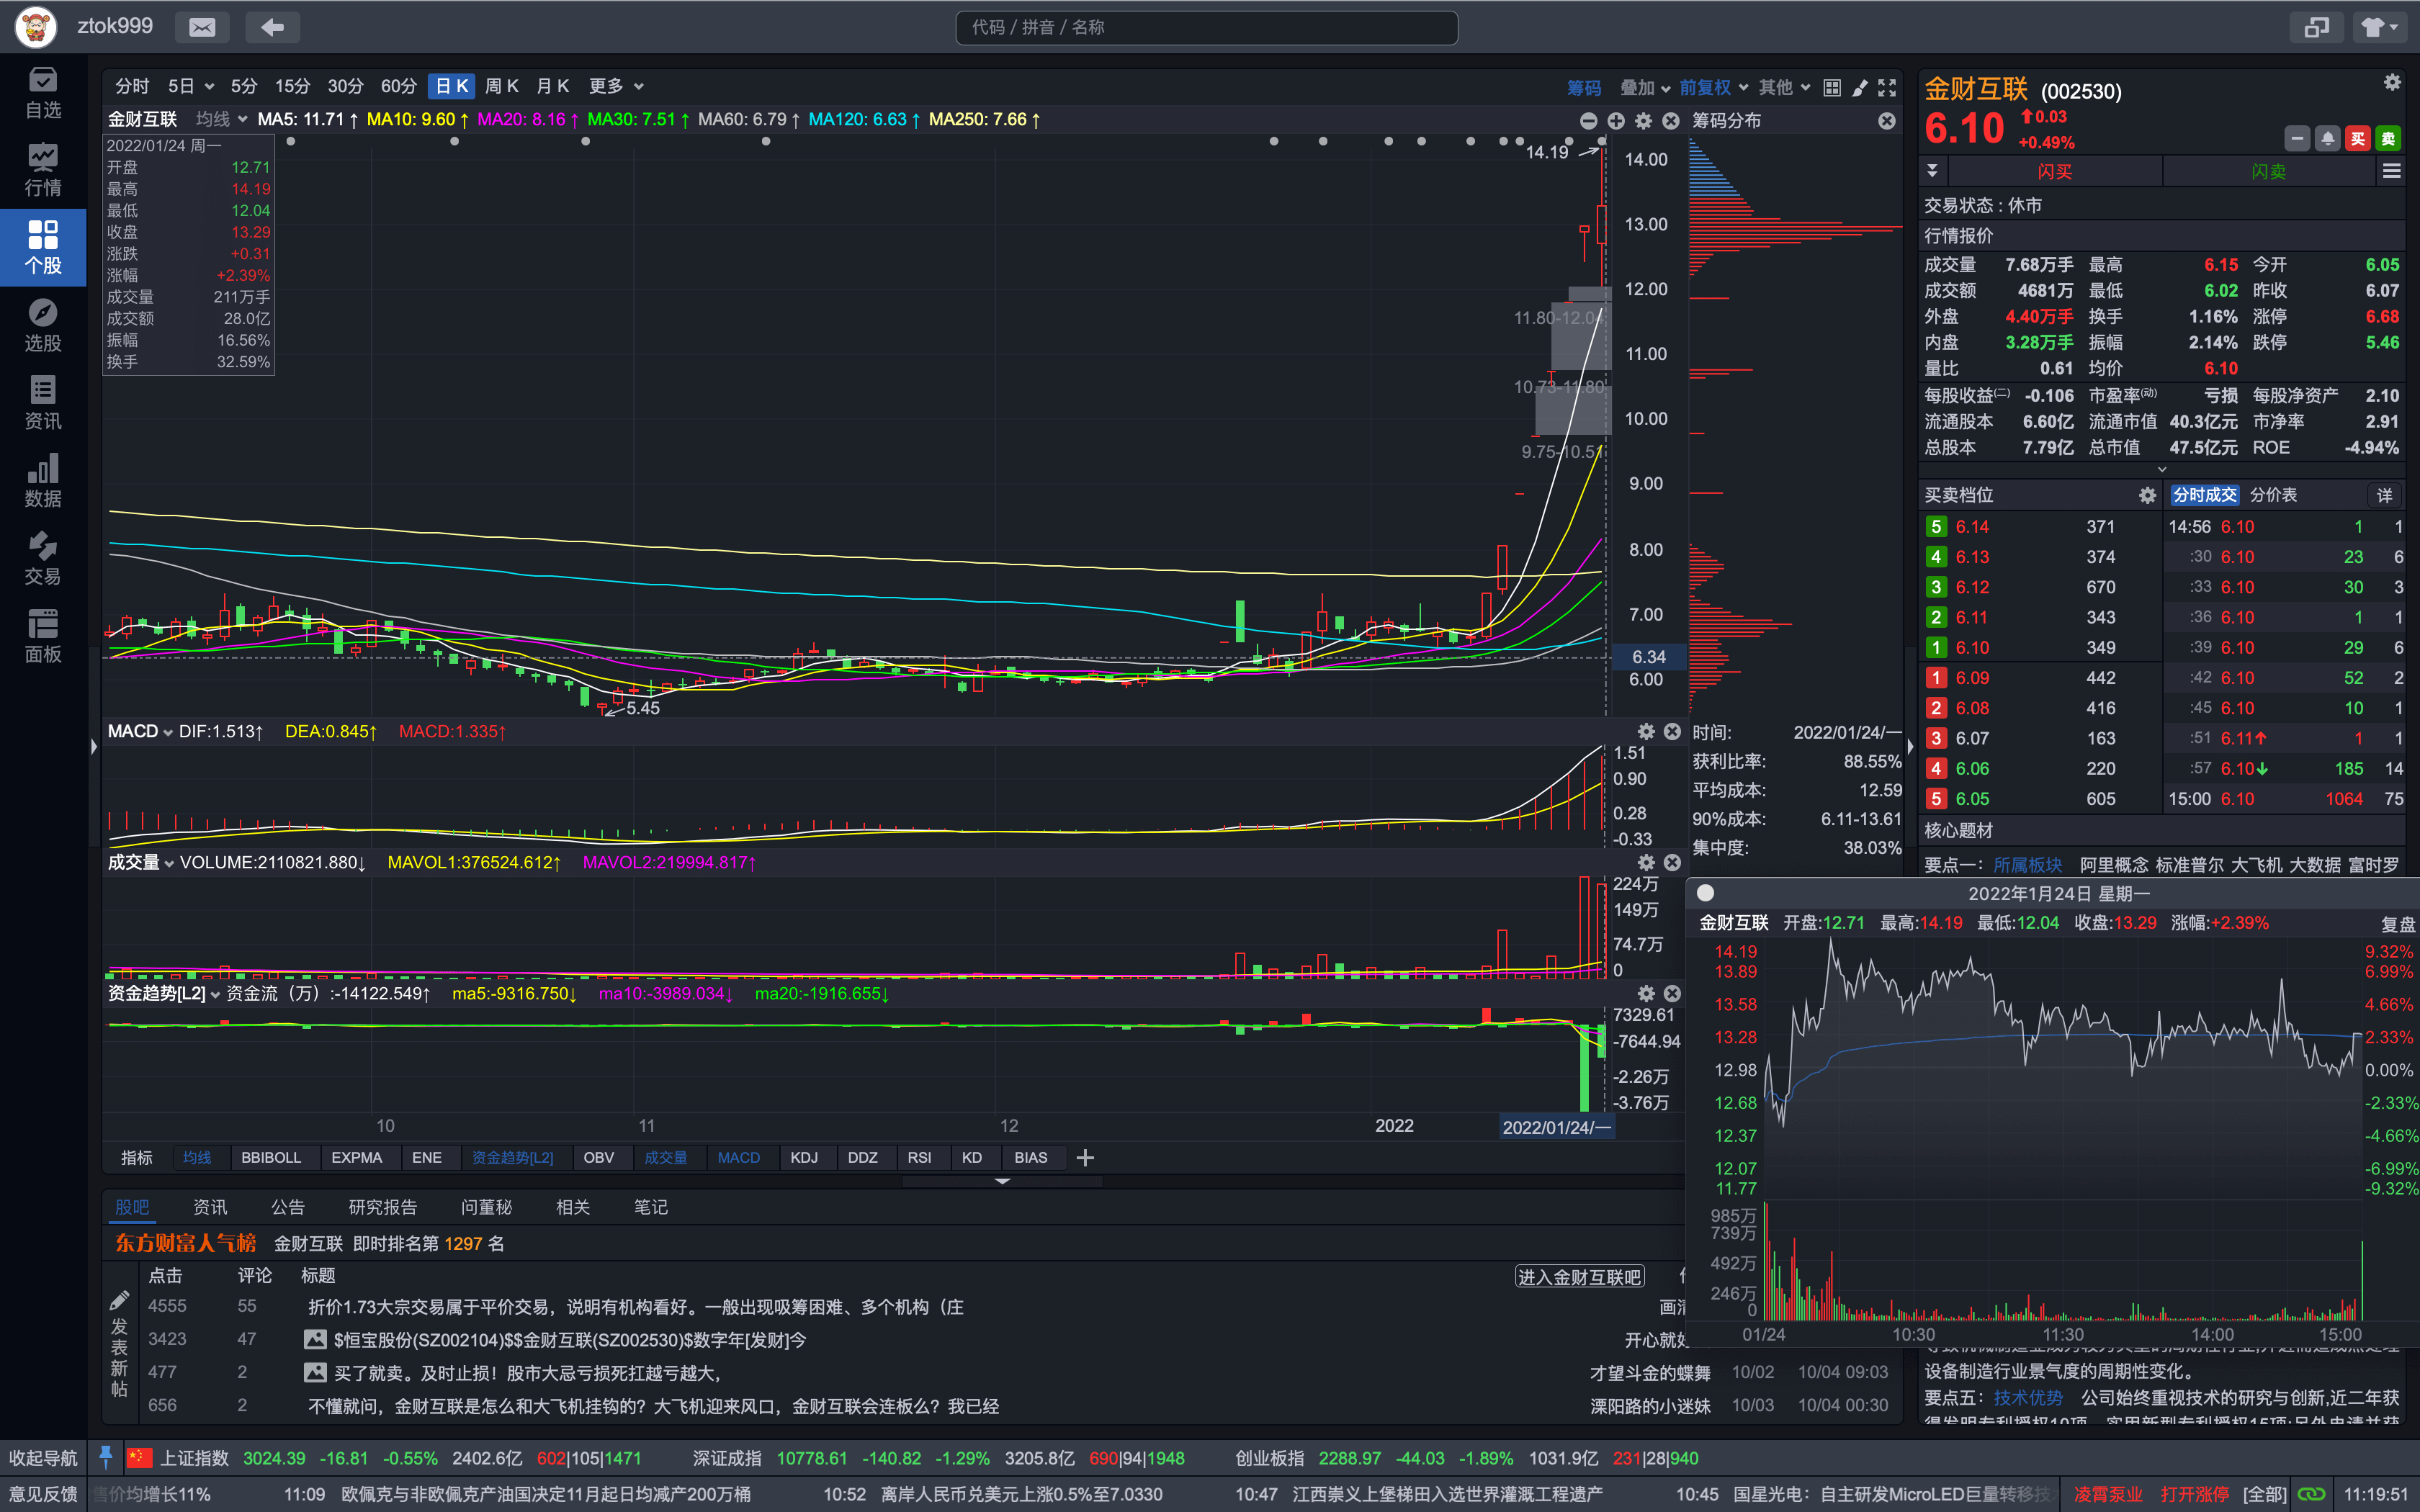 ztok999
代码 / 拼音 / 名称
自选
行情
个股
选股
资讯
数据
交易
面板
分时 5日 5分 15分 30分 60分 日K 周K 月K 更多
筹码 叠加 前复权 其他
金财互联 均线 MA5: 11.71↑ MA10: 9.60↑ MA20: 8.16↑ MA30: 7.51↑ MA60: 6.79↑ MA120: 6.63↑ MA250: 7.66↑
2022/01/24 周一
开盘 12.71
最高 14.19
最低 12.04
收盘 13.29
涨跌 +0.31
涨幅 +2.39%
成交量 211万手
成交额 28.0亿
振幅 16.56%
换手 32.59%
14.19
11.80-12.04
10.73-11.80
9.75-10.51
5.45
14.00
13.00
12.00
11.00
10.00
9.00
8.00
7.00
6.34
6.00
MACD DIF:1.513↑ DEA:0.845↑ MACD:1.335↑
1.51
0.90
0.28
-0.33
成交量 VOLUME:2110821.880↓ MAVOL1:376524.612↑ MAVOL2:219994.817↑
224万
149万
74.7万
0
资金趋势[L2] 资金流（万）:-14122.549↑ ma5:-9316.750↓ ma10:-3989.034↓ ma20:-1916.655↓
7329.61
-7644.94
-2.26万
-3.76万
10 11 12 2022 2022/01/24/一
指标 均线 BBIBOLL EXPMA ENE 资金趋势[L2] OBV 成交量 MACD KDJ DDZ RSI KD BIAS
筹码分布
时间: 2022/01/24/一
获利比率: 88.55%
平均成本: 12.59
90%成本: 6.11-13.61
集中度: 38.03%
股吧 资讯 公告 研究报告 问董秘 相关 笔记
东方财富人气榜 金财互联 即时排名第 1297 名
发表新帖
点击 评论 标题 进入金财互联吧
4555 55 折价1.73大宗交易属于平价交易，说明有机构看好。一般出现吸筹困难、多个机构（庄
3423 47 $恒宝股份(SZ002104)$$金财互联(SZ002530)$数字年[发财]今 开心就好
477 2 买了就卖。及时止损！股市大忌亏损死扛越亏越大， 才望斗金的蝶舞 10/02 10/04 09:03
656 2 不懂就问，金财互联是怎么和大飞机挂钩的？大飞机迎来风口，金财互联会连板么？我已经 溧阳路的小迷妹 10/03 10/04 00:30
金财互联 (002530)
6.10 0.03
+0.49%
买 卖
闪买 闪卖
交易状态 : 休市
行情报价
成交量 7.68万手 最高 6.15 今开 6.05
成交额 4681万 最低 6.02 昨收 6.07
外盘 4.40万手 换手 1.16% 涨停 6.68
内盘 3.28万手 振幅 2.14% 跌停 5.46
量比 0.61 均价 6.10
每股收益(二) -0.106 市盈率(动) 亏损 每股净资产 2.10
流通股本 6.60亿 流通市值 40.3亿元 市净率 2.91
总股本 7.79亿 总市值 47.5亿元 ROE -4.94%
买卖档位 分时成交 分价表 详
5 6.14 371 14:56 6.10 1 1
4 6.13 374 :30 6.10 23 6
3 6.12 670 :33 6.10 30 3
2 6.11 343 :36 6.10 1 1
1 6.10 349 :39 6.10 29 6
1 6.09 442 :42 6.10 52 2
2 6.08 416 :45 6.10 10 1
3 6.07 163 :51 6.11↑ 1 1
4 6.06 220 :57 6.10↓ 185 14
5 6.05 605 15:00 6.10 1064 75
核心题材
要点一: 所属板块 阿里概念 标准普尔 大飞机 大数据 富时罗
2022年1月24日 星期一
金财互联 开盘:12.71 最高:14.19 最低:12.04 收盘:13.29 涨幅:+2.39% 复盘
14.19 9.32%
13.89 6.99%
13.58 4.66%
13.28 2.33%
12.98 0.00%
12.68 -2.33%
12.37 -4.66%
12.07 -6.99%
11.77 -9.32%
985万
739万
492万
246万
0
01/24 10:30 11:30 14:00 15:00
设备制造行业景气度的周期性变化。
要点五: 技术优势 公司始终重视技术的研究与创新,近二年获
收起导航 上证指数 3024.39 -16.81 -0.55% 2402.6亿 602|105|1471 深证成指 10778.61 -140.82 -1.29% 3205.8亿 690|94|1948 创业板指 2288.97 -44.03 -1.89% 1031.9亿 231|28|940
意见反馈 售价均增长11% 11:09 欧佩克与非欧佩克产油国决定11月起日均减产200万桶 10:52 离岸人民币兑美元上涨0.5%至7.0330 10:47 江西崇义上堡梯田入选世界灌溉工程遗产 10:45 国星光电：自主研发MicroLED巨量转移技 凌霄泵业 打开涨停 [全部] 11:19:51